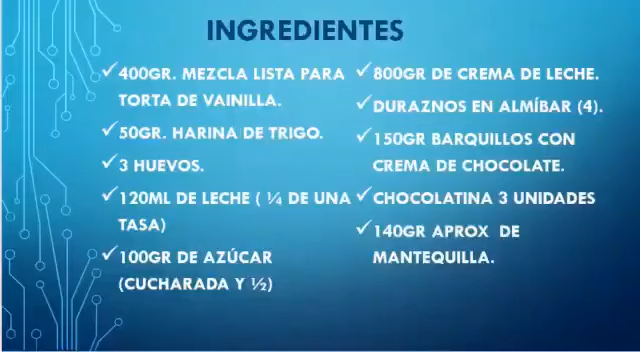 INGREDIENTES
✓400GR. MEZCLA LISTA PARA
TORTA DE VAINILLA.
✓50GR. HARINA DE TRIGO.
✓3 HUEVOS.
✓120ML DE LECHE ( ¼ DE UNA
TASA)
✓100GR DE AZÚCAR
(CUCHARADA Y ½)
✓800GR DE CREMA DE LECHE.
✓DURAZNOS EN ALMÍBAR (4).
✓150GR BARQUILLOS CON
CREMA DE CHOCOLATE.
✓CHOCOLATINA 3 UNIDADES
✓140GR APROX DE
MANTEQUILLA.